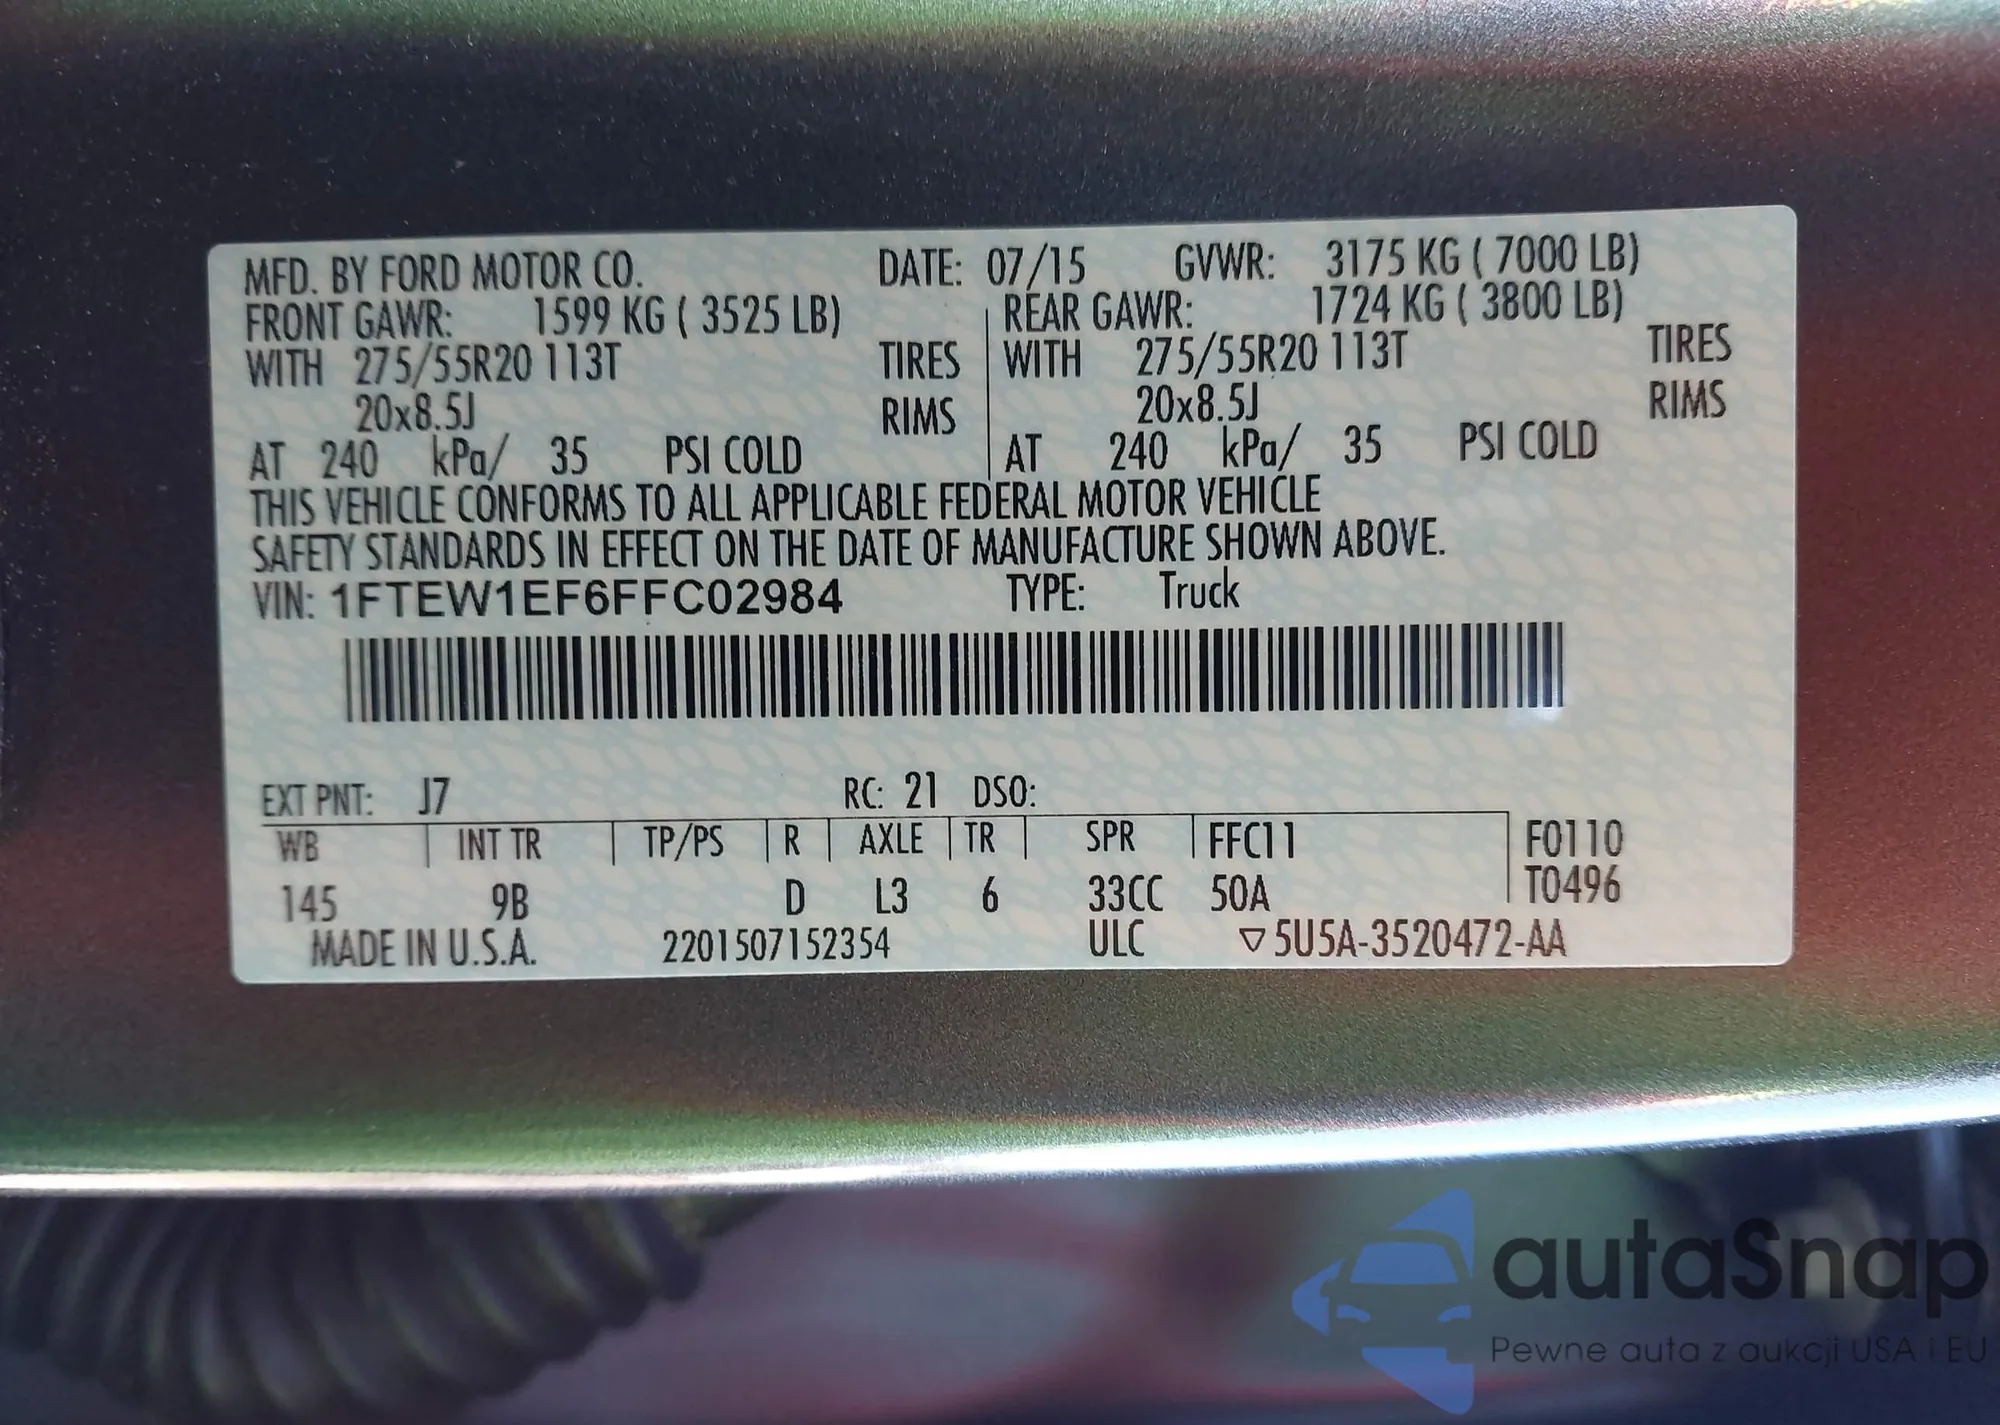 MFD. BY FORD MOTOR CO. DATE: 07/15 GVWR: 3175 KG ( 7000 LB)
FRONT GAWR: 1599 KG ( 3525 LB) REAR GAWR: 1724 KG ( 3800 LB)
WITH 275/55R20 113T TIRES WITH 275/55R20 113T TIRES
20x8.5J RIMS 20x8.5J RIMS
AT 240 kPa/ 35 PSI COLD AT 240 kPa/ 35 PSI COLD
THIS VEHICLE CONFORMS TO ALL APPLICABLE FEDERAL MOTOR VEHICLE
SAFETY STANDARDS IN EFFECT ON THE DATE OF MANUFACTURE SHOWN ABOVE.
VIN: 1FTEW1EF6FFC02984 TYPE: Truck
EXT PNT: J7 RC: 21 DSO:
WB INT TR TP/PS R AXLE TR SPR FFC11 F0110
145 9B D L3 6 33CC 50A T0496
MADE IN U.S.A. 2201507152354 ULC ▽5U5A-3520472-AA
autaSnap
Pewne auta z aukcji USA i EU